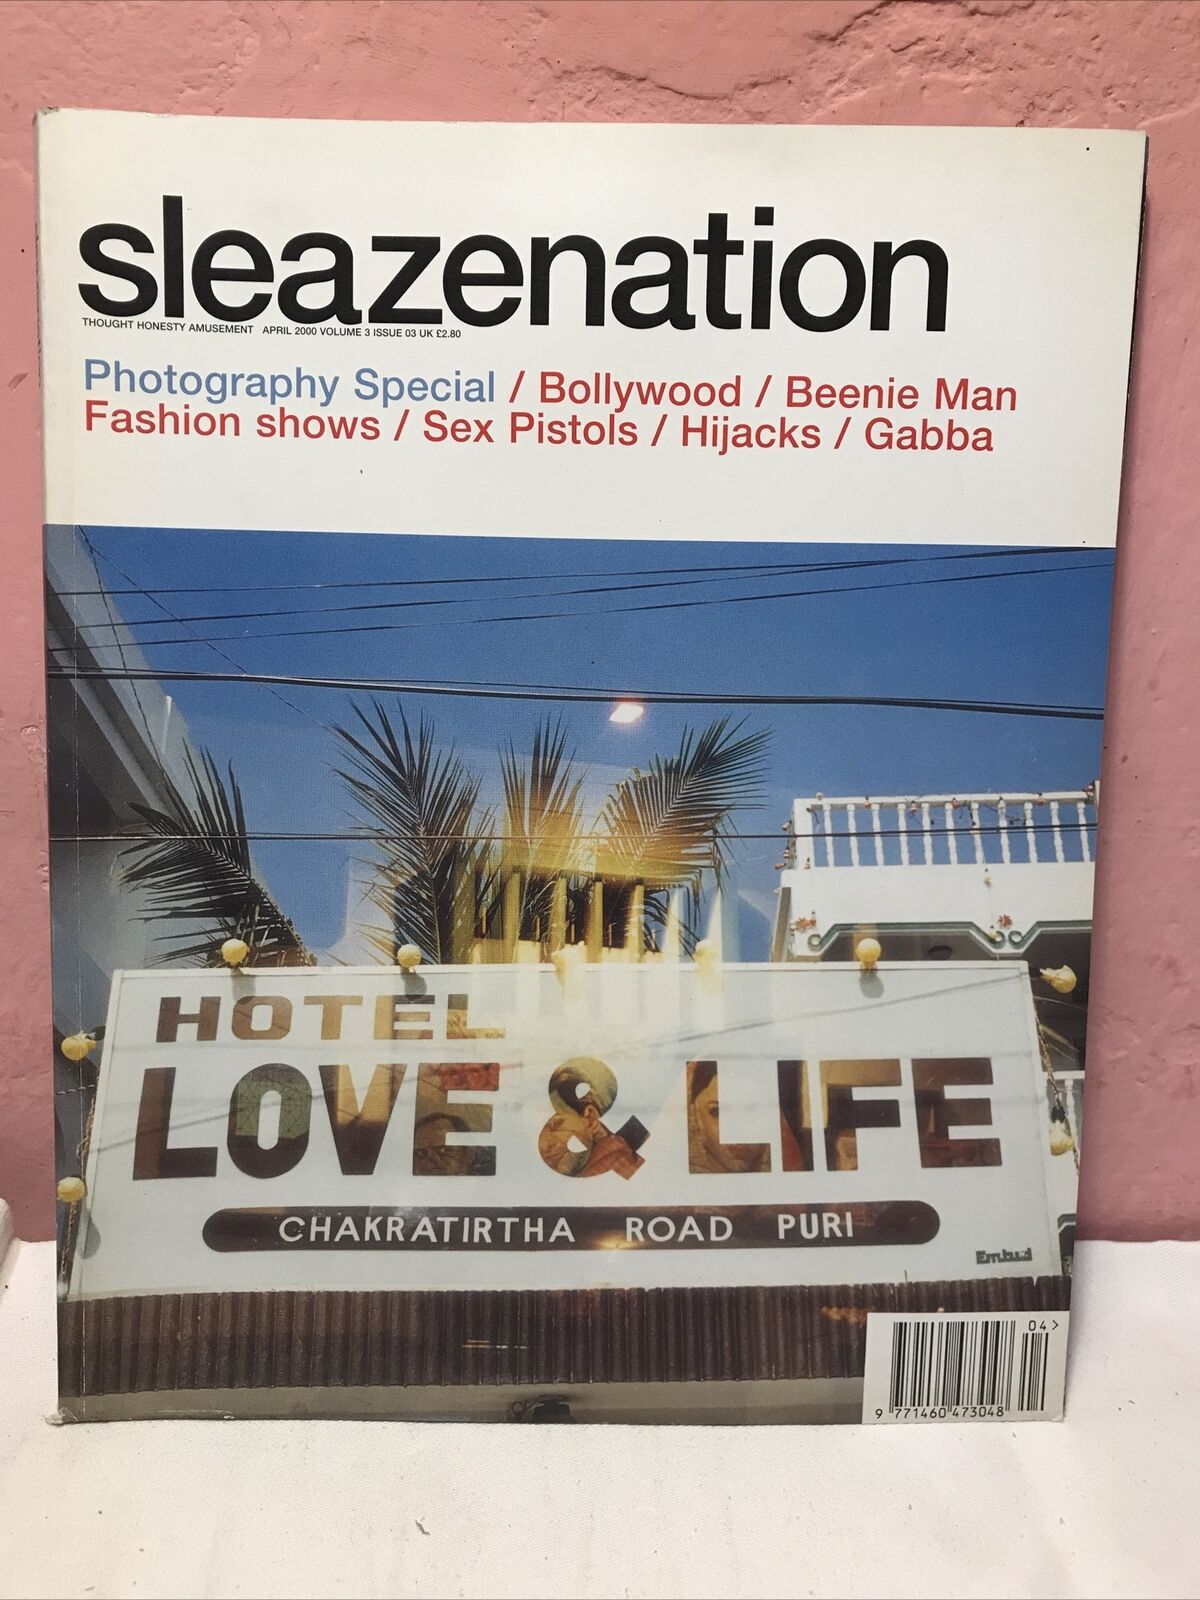 sleazenation
THOUGHT HONESTY AMUSEMENT APRIL 2000 VOLUME 3 ISSUE 03 UK £2.80
Photography Special / Bollywood / Beenie Man
Fashion shows / Sex Pistols / Hijacks / Gabba
HOTEL
LOVE & LIFE
CHAKRATIRTHA ROAD PURI
04>
9 771460 473048